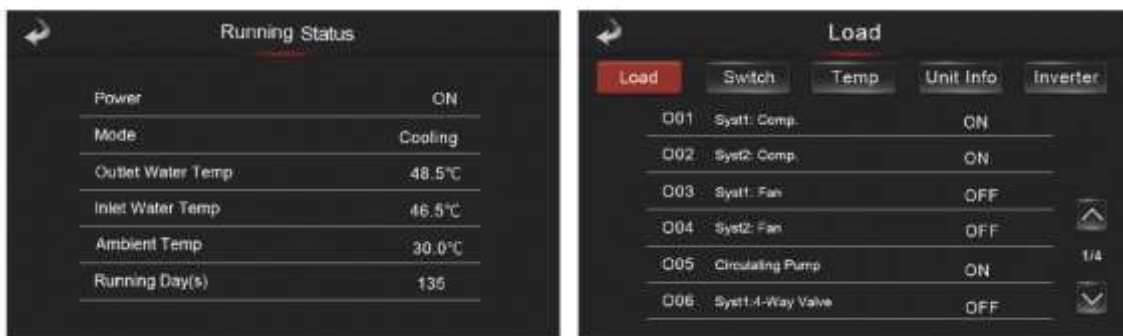 Running Status
Power ON
Mode Cooling
Outlet Water Temp 48.5℃
Inlet Water Temp 46.5℃
Ambient Temp 30.0℃
Running Day(s) 135
Load
Load Switch Temp Unit Info Inverter
O01 Syst1: Comp. ON
O02 Syst2: Comp. ON
O03 Syst1: Fan OFF
O04 Syst2: Fan OFF
O05 Circulating Pump ON
O06 Syst1:4-Way Valve OFF
1/4